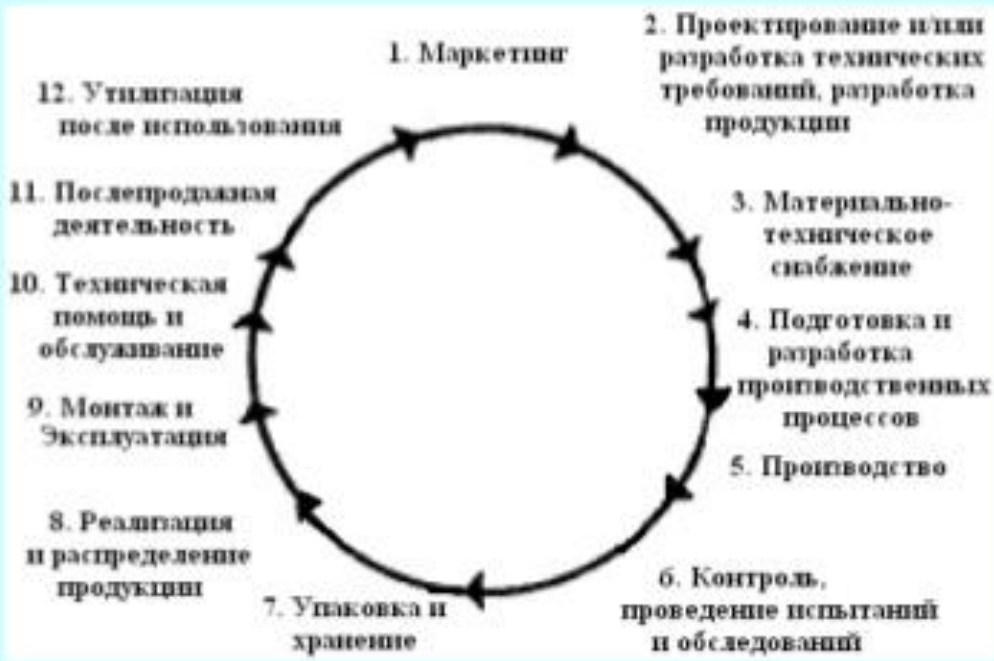 1. Маркетинг
2. Проектирование и/или
разработка технических
требований, разработка
продукции
3. Материально-
техническое
снабжение
4. Подготовка и
разработка
производственных
процессов
5. Производство
6. Контроль,
проведение испытаний
и обследований
7. Упаковка и
хранение
8. Реализация
и распределение
продукции
9. Монтаж и
Эксплуатация
10. Техническая
помощь и
обслуживание
11. Послепродажная
деятельность
12. Утилизация
после использования